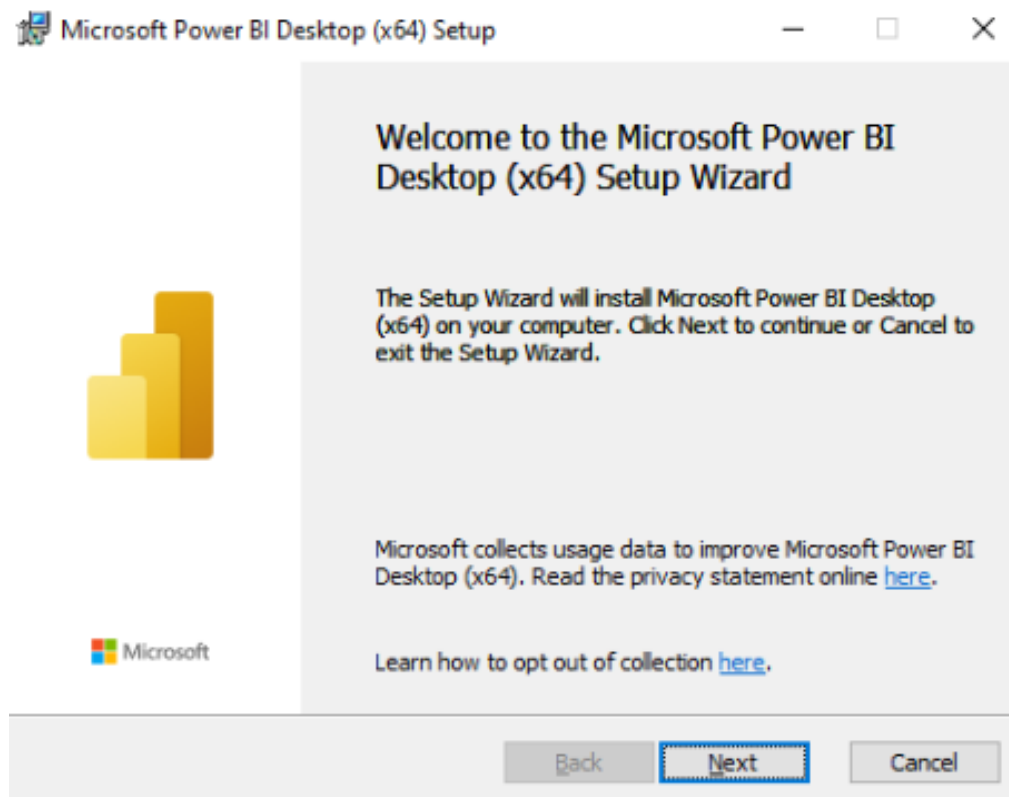 Microsoft Power BI Desktop (x64) Setup
Welcome to the Microsoft Power BI
Desktop (x64) Setup Wizard
The Setup Wizard will install Microsoft Power BI Desktop
(x64) on your computer. Click Next to continue or Cancel to
exit the Setup Wizard.
Microsoft collects usage data to improve Microsoft Power BI
Desktop (x64). Read the privacy statement online here.
Microsoft
Learn how to opt out of collection here.
Back
Next
Cancel